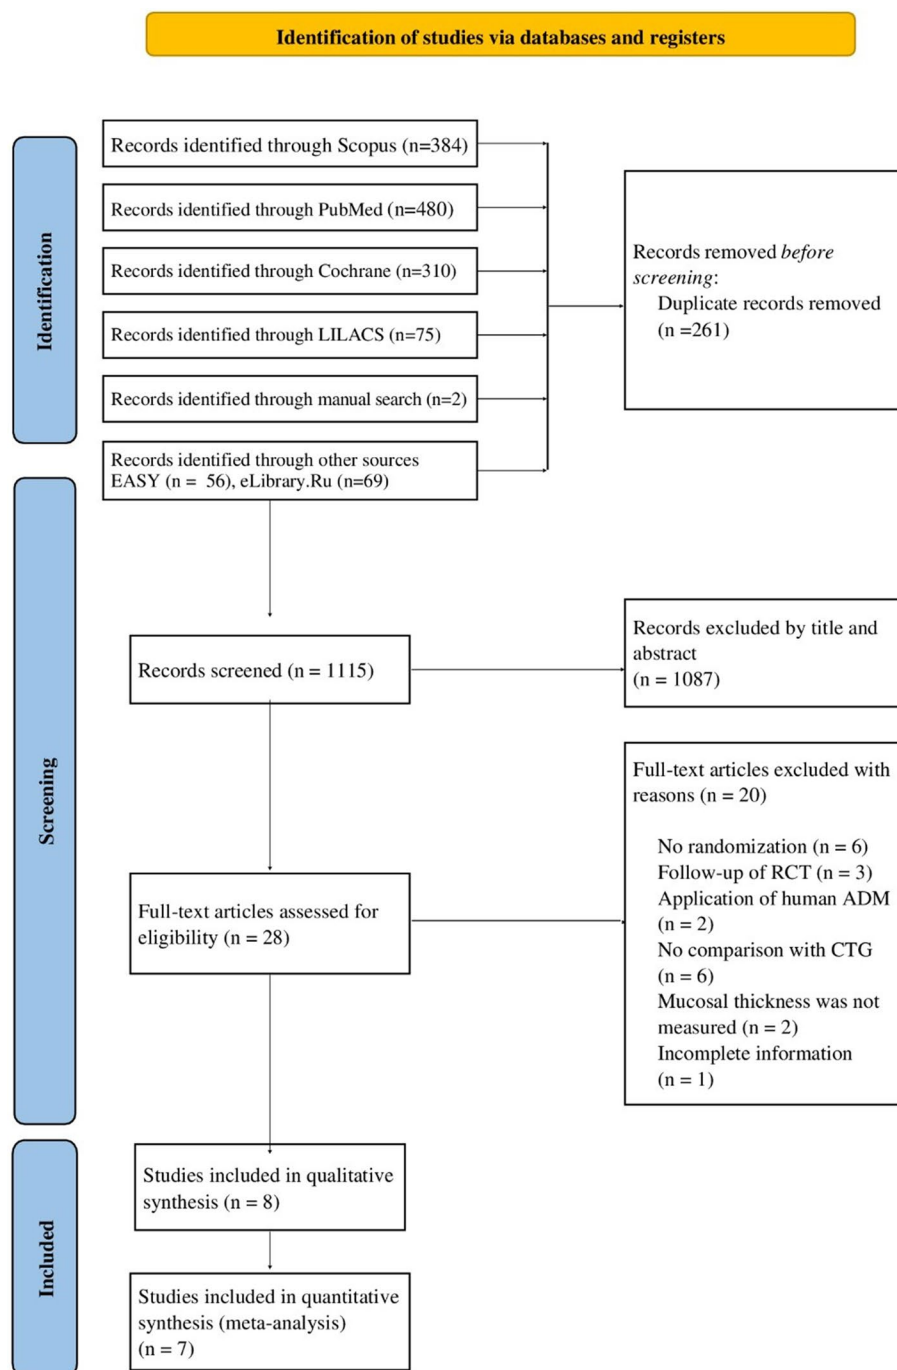 Identification of studies via databases and registers
Identification
Records identified through Scopus (n=384)
Records identified through PubMed (n=480)
Records identified through Cochrane (n=310)
Records identified through LILACS (n=75)
Records identified through manual search (n=2)
Records identified through other sources
EASY (n = 56), eLibrary.Ru (n=69)
Records removed before
screening:
Duplicate records removed
(n =261)
Screening
Records screened (n = 1115)
Records excluded by title and
abstract
(n = 1087)
Full-text articles assessed for
eligibility (n = 28)
Full-text articles excluded with
reasons (n = 20)
No randomization (n = 6)
Follow-up of RCT (n = 3)
Application of human ADM
(n = 2)
No comparison with CTG
(n = 6)
Mucosal thickness was not
measured (n = 2)
Incomplete information
(n = 1)
Included
Studies included in qualitative
synthesis (n = 8)
Studies included in quantitative
synthesis (meta-analysis)
(n = 7)